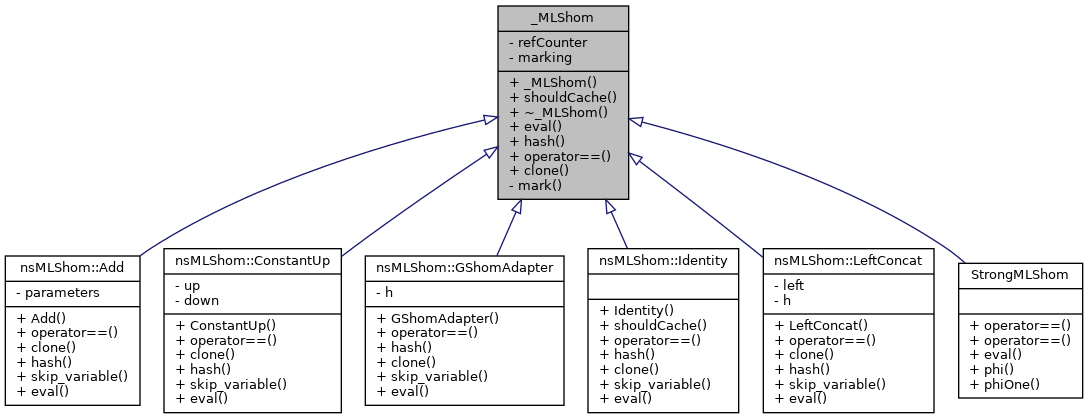 _MLShom
- refCounter
- marking
+ _MLShom()
+ shouldCache()
+ ~_MLShom()
+ eval()
+ hash()
+ operator==()
+ clone()
- mark()
nsMLShom::Add
- parameters
+ Add()
+ operator==()
+ clone()
+ hash()
+ skip_variable()
+ eval()
nsMLShom::ConstantUp
- up
- down
+ ConstantUp()
+ operator==()
+ clone()
+ hash()
+ skip_variable()
+ eval()
nsMLShom::GShomAdapter
- h
+ GShomAdapter()
+ operator==()
+ hash()
+ clone()
+ skip_variable()
+ eval()
nsMLShom::Identity
+ Identity()
+ shouldCache()
+ operator==()
+ hash()
+ clone()
+ skip_variable()
+ eval()
nsMLShom::LeftConcat
- left
- h
+ LeftConcat()
+ operator==()
+ clone()
+ hash()
+ skip_variable()
+ eval()
StrongMLShom
+ operator==()
+ operator==()
+ eval()
+ phi()
+ phiOne()